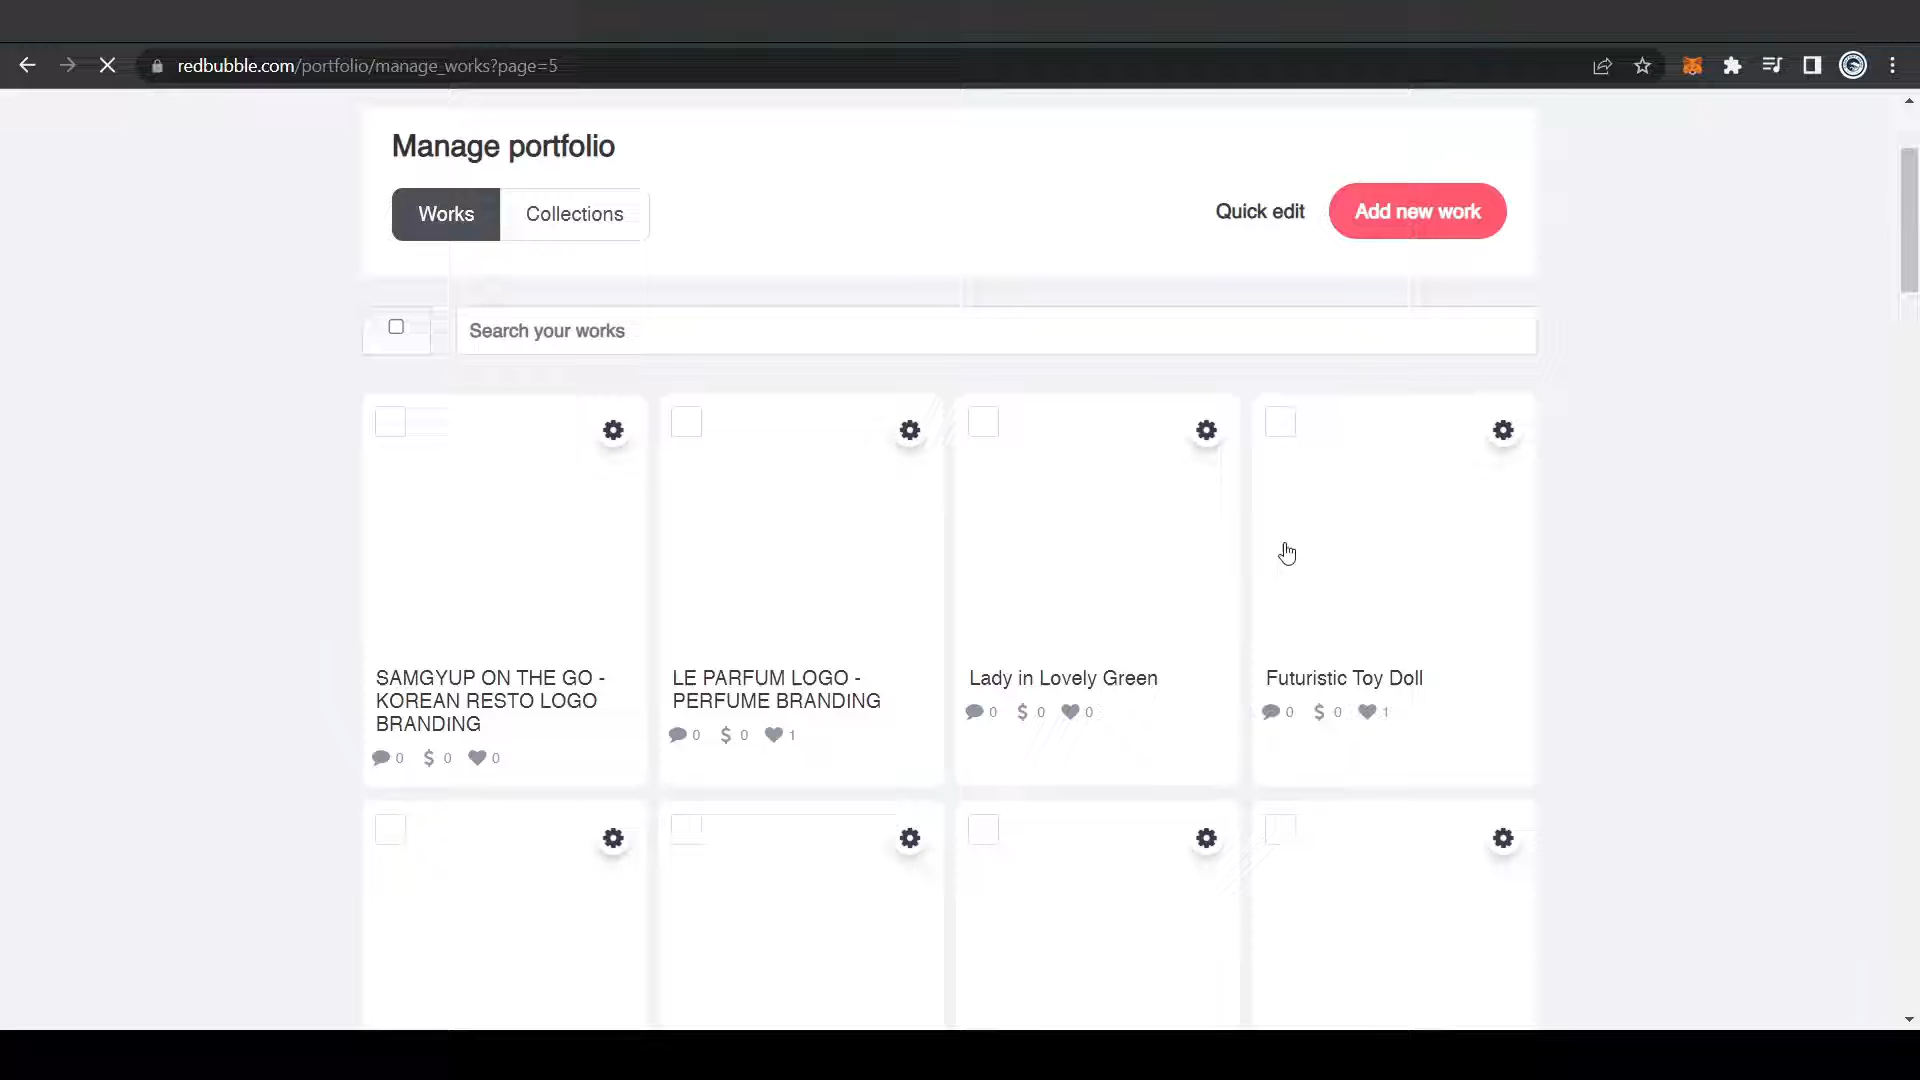 redbubble.com/portfolio/manage_works?page=5
Manage portfolio
Works
Collections
Quick edit
Add new work
Search your works
SAMGYUP ON THE GO -
KOREAN RESTO LOGO
BRANDING
0 $ 0 0
LE PARFUM LOGO -
PERFUME BRANDING
0 $ 0 1
Lady in Lovely Green
0 $ 0 0
Futuristic Toy Doll
0 $ 0 1